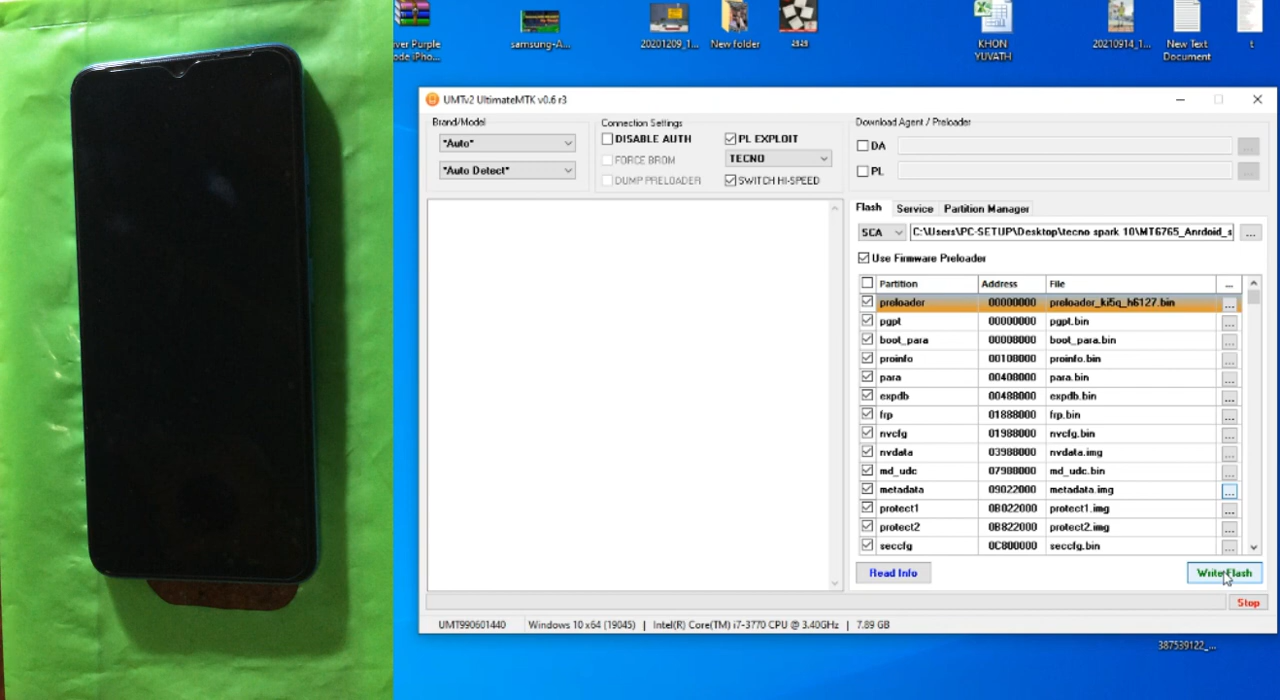 ver Purple
ode iPho...
samsung-A...
20201209_1...
New folder
KHON
YUVATH
20210914_1...
New Text
Document
t
UMTv2 UltimateMTK v0.6 r3
Brand/Model
"Auto"
"Auto Detect"
Connection Settings
DISABLE AUTH
PL EXPLOIT
FORCE BROM
TECNO
DUMP PRELOADER
SWITCH HI-SPEED
Download Agent / Preloader
DA
...
PL
...
Flash Service Partition Manager
SCA C:\Users\PC-SETUP\Desktop\tecno spark 10\MT6765_Anrdoid_s ...
Use Firmware Preloader
Partition Address File ...
preloader 00000000 preloader_ki5q_h6127.bin ...
pgpt 00000000 pgpt.bin ...
boot_para 00008000 boot_para.bin ...
proinfo 00108000 proinfo.bin ...
para 00408000 para.bin ...
expdb 00488000 expdb.bin ...
frp 01888000 frp.bin ...
nvcfg 01988000 nvcfg.bin ...
nvdata 03988000 nvdata.img ...
md_udc 07988000 md_udc.bin ...
metadata 09022000 metadata.img ...
protect1 0B022000 protect1.img ...
protect2 0B822000 protect2.img ...
seccfg 0C800000 seccfg.bin ...
Read Info
Write Flash
Stop
UMT990601440 Windows 10 x64 (19045) | Intel(R) Core(TM) i7-3770 CPU @ 3.40GHz | 7.89 GB
387539122_...